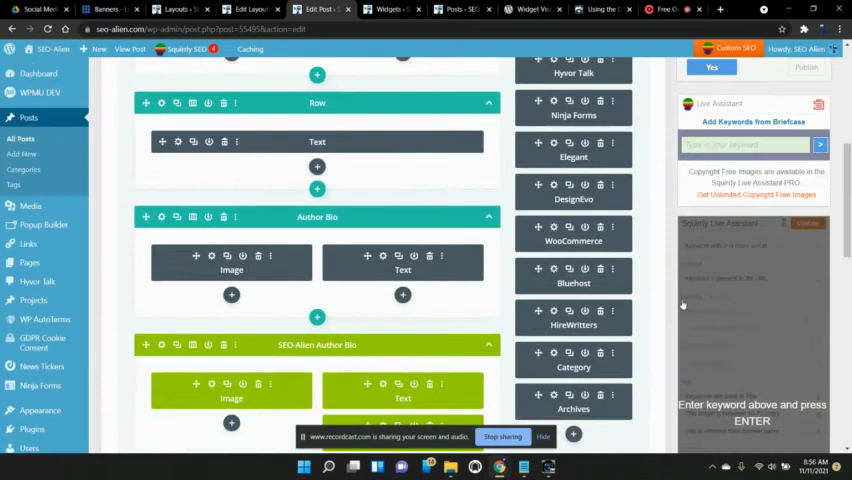 Social Med
Banners - L
Layouts ‹ S
Edit Layout
Edit Post ‹ S
Widgets ‹ S
Posts ‹ SEO
Widget Visi
Using the D
Free O
seo-alien.com/wp-admin/post.php?post=55495&action=edit
SEO-Alien
New
View Post
Squirrly SEO 4
Caching
Custom SEO
Howdy, SEO Alien
Dashboard
WPMU DEV
Posts
All Posts
Add New
Categories
Tags
Media
Popup Builder
Links
Pages
Hyvor Talk
Projects
WP AutoTerms
GDPR Cookie
Consent
News Tickers
Ninja Forms
Appearance
Plugins
Users
Row
Text
Author Bio
Image
Text
SEO-Alien Author Bio
Image
Text
Hyvor Talk
Ninja Forms
Elegant
DesignEvo
WooCommerce
Bluehost
HireWritters
Category
Archives
Yes
Publish
Live Assistant
Add Keywords from Briefcase
Type in your keyword
>
Copyright Free Images are available in the
Squirrly Live Assistant PRO
Get Unlimited Copyright Free Images
Squirrly Live Assistant
Update
Enter keyword above and press
ENTER
www.recordcast.com is sharing your screen and audio.
Stop sharing
Hide
8:56 AM
11/11/2021